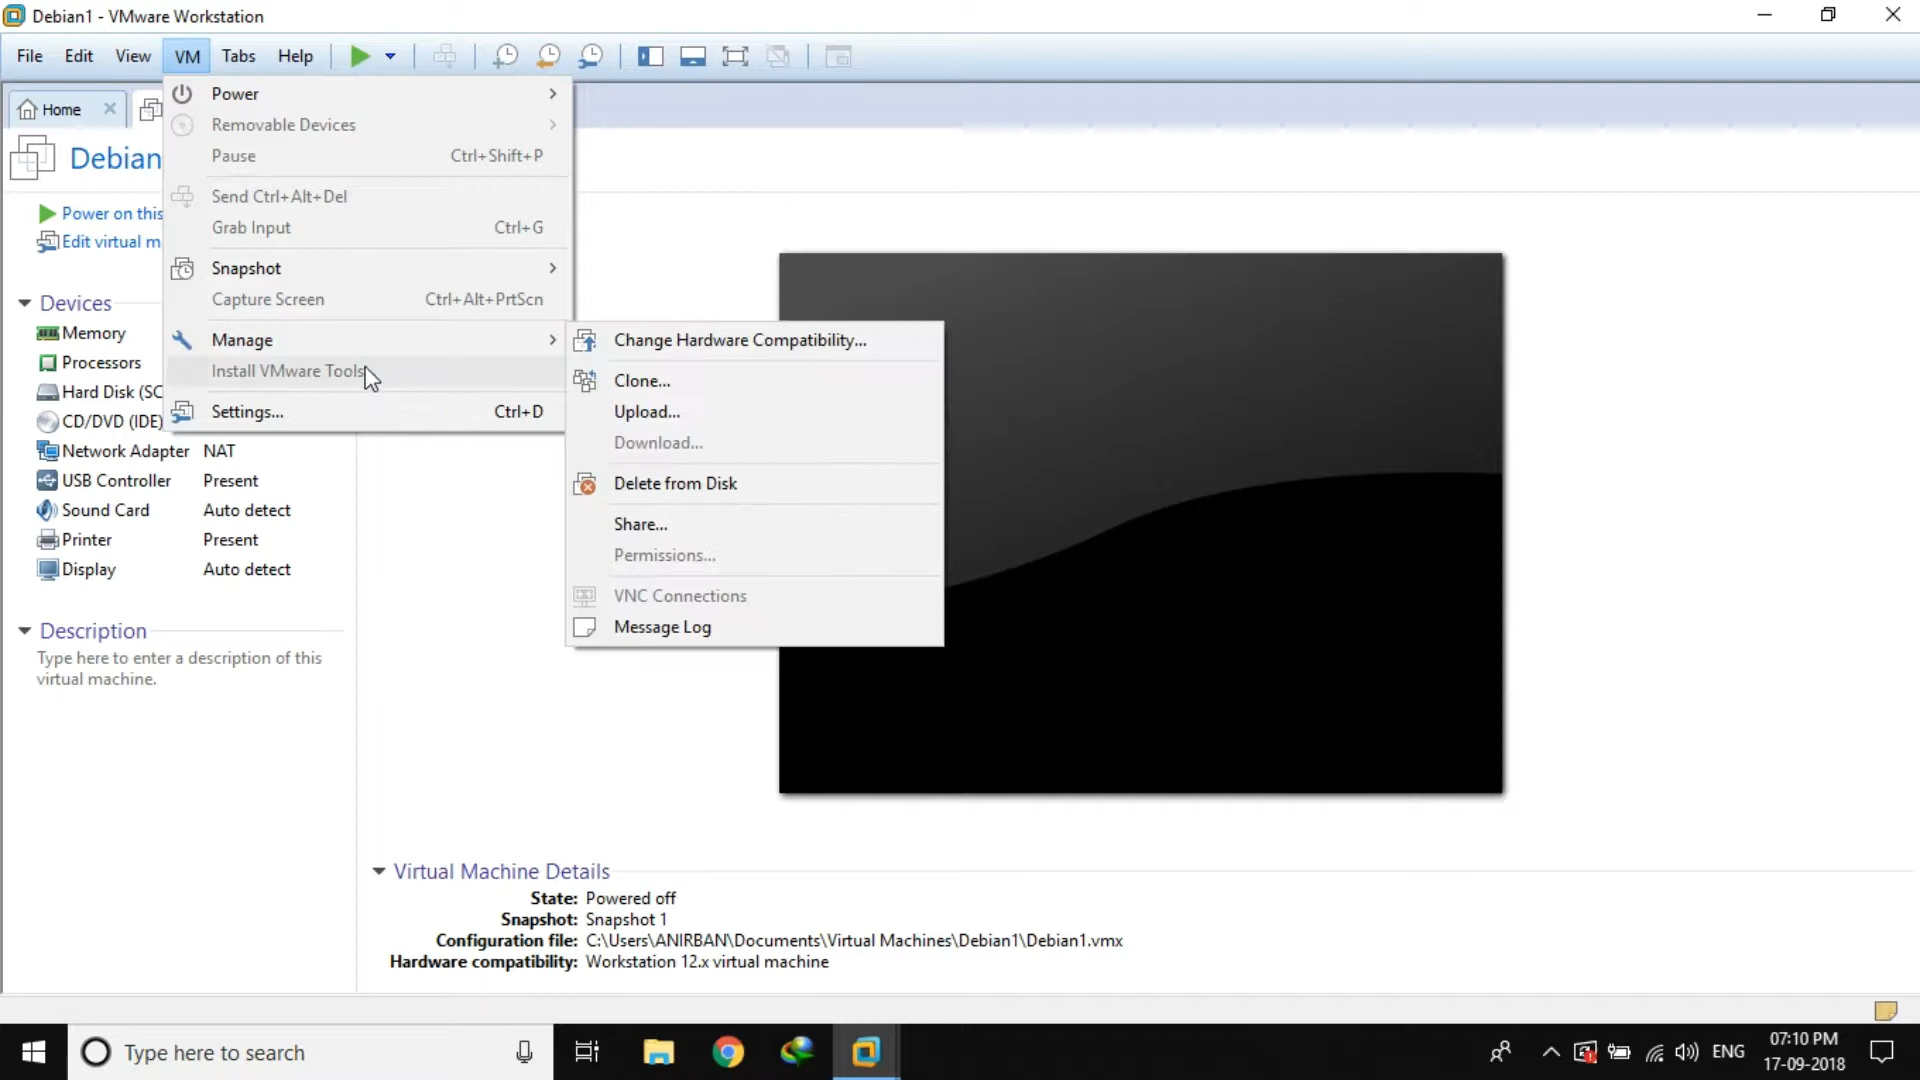 Debian1 - VMware Workstation
File Edit View VM Tabs Help
Home
Debian
Power on this
Edit virtual m
Power
Removable Devices
Pause Ctrl+Shift+P
Send Ctrl+Alt+Del
Grab Input Ctrl+G
Snapshot
Capture Screen Ctrl+Alt+PrtScn
Manage
Install VMware Tools
Settings... Ctrl+D
Change Hardware Compatibility...
Clone...
Upload...
Download...
Delete from Disk
Share...
Permissions...
VNC Connections
Message Log
Devices
Memory
Processors
Hard Disk (SC
CD/DVD (IDE)
Network Adapter NAT
USB Controller Present
Sound Card Auto detect
Printer Present
Display Auto detect
Description
Type here to enter a description of this
virtual machine.
Virtual Machine Details
State: Powered off
Snapshot: Snapshot 1
Configuration file: C:\Users\ANIRBAN\Documents\Virtual Machines\Debian1\Debian1.vmx
Hardware compatibility: Workstation 12.x virtual machine
Type here to search
ENG
07:10 PM
17-09-2018